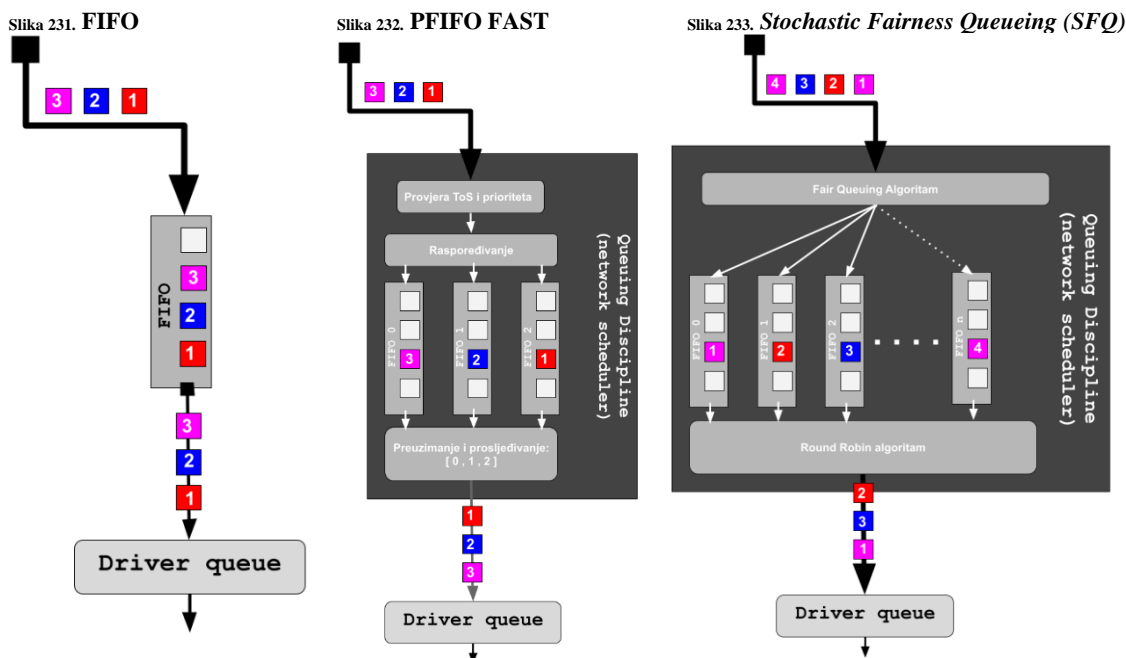 Slika 231. FIFO
3 2 1
FIFO
3
2
1
3
2
1
Driver queue
Slika 232. PFIFO FAST
3 2 1
Provjera ToS i prioriteta
Raspoređivanje
FIFO 0
3
FIFO 1
2
FIFO 2
1
Preuzimanje i prosljeđivanje:
[ 0 , 1 , 2 ]
Queuing Discipline
(network scheduler)
1
2
3
Driver queue
Slika 233. Stochastic Fairness Queueing (SFQ)
4 3 2 1
Fair Queuing Algoritam
FIFO 0
1
FIFO 1
2
FIFO 2
3
. . . .
FIFO n
4
Round Robin algoritam
Queuing Discipline
(network scheduler)
2
3
1
Driver queue